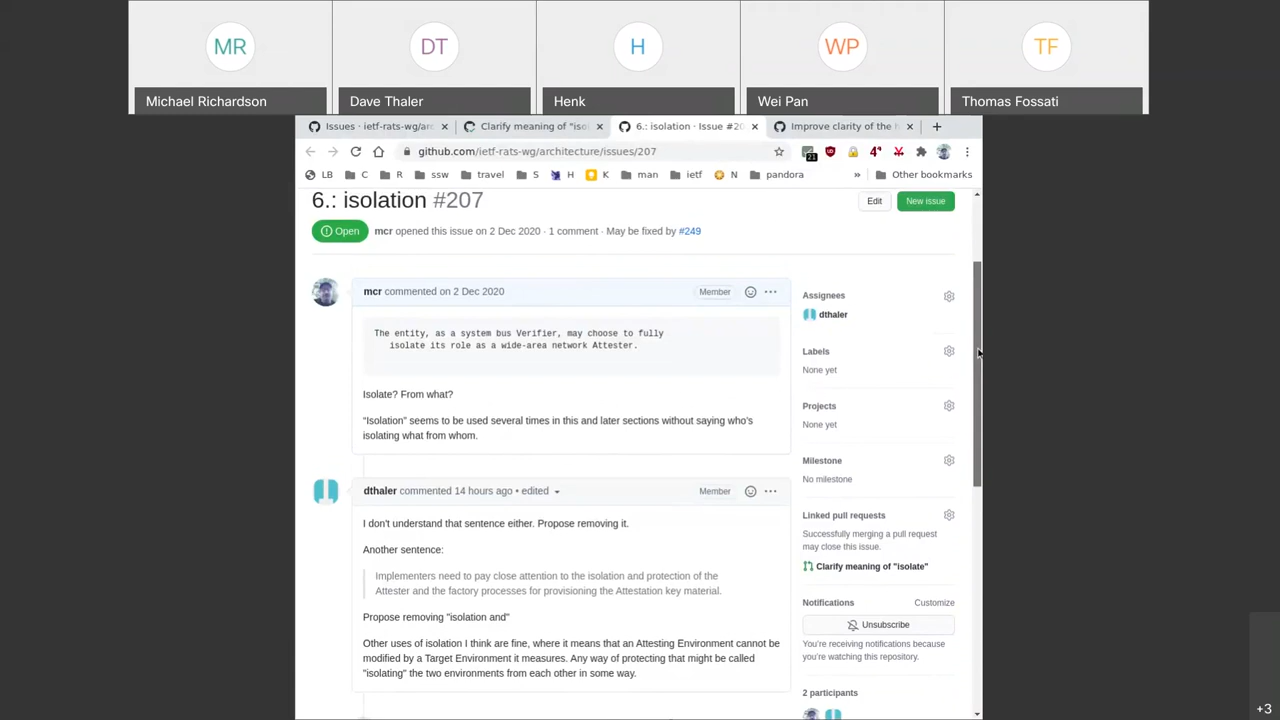 MR
DT
H
WP
TF
Michael Richardson
Dave Thaler
Henk
Wei Pan
Thomas Fossati
Issues · ietf-rats-wg/arc
Clarify meaning of "isol
6.: isolation · Issue #20
Improve clarity of the
github.com/ietf-rats-wg/architecture/issues/207
21
LB
C
R
ssw
travel
S
H
K
man
ietf
N
pandora
»
Other bookmarks
6.: isolation #207
Edit
New issue
Open
mcr opened this issue on 2 Dec 2020 · 1 comment · May be fixed by #249
mcr commented on 2 Dec 2020
Member
The entity, as a system bus Verifier, may choose to fully
isolate its role as a wide-area network Attester.
Isolate? From what?
“Isolation” seems to be used several times in this and later sections without saying who’s
isolating what from whom.
dthaler commented 14 hours ago • edited
Member
I don't understand that sentence either. Propose removing it.
Another sentence:
Implementers need to pay close attention to the isolation and protection of the
Attester and the factory processes for provisioning the Attestation key material.
Propose removing "isolation and"
Other uses of isolation I think are fine, where it means that an Attesting Environment cannot be
modified by a Target Environment it measures. Any way of protecting that might be called
"isolating" the two environments from each other in some way.
Assignees
dthaler
Labels
None yet
Projects
None yet
Milestone
No milestone
Linked pull requests
Successfully merging a pull request
may close this issue.
Clarify meaning of "isolate"
Notifications
Customize
Unsubscribe
You’re receiving notifications because
you’re watching this repository.
2 participants
+3